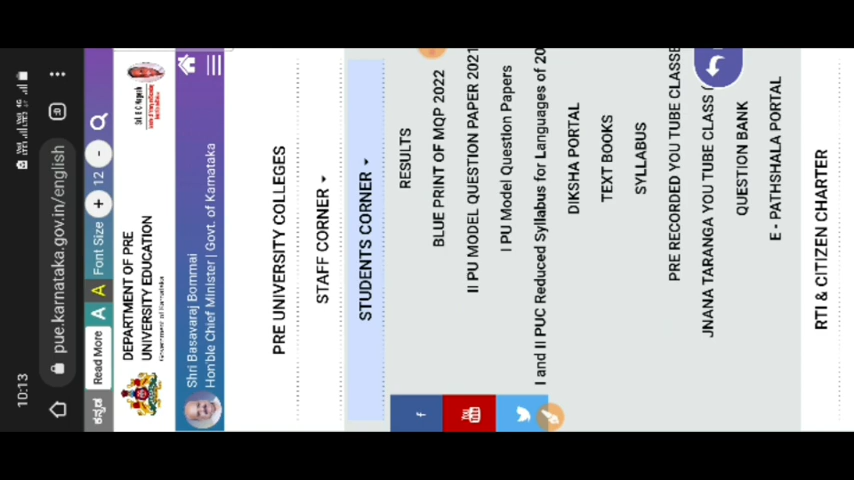 10:13
pue.karnataka.gov.in/english
ಕನ್ನಡ
Read More
A
A
Font Size
+
12
-
DEPARTMENT OF PRE
UNIVERSITY EDUCATION
Government of Karnataka
Shri Basavaraj Bommai
Hon'ble Chief Minister | Govt. of Karnataka
PRE UNIVERSITY COLLEGES
STAFF CORNER
STUDENTS CORNER
RESULTS
BLUE PRINT OF MQP 2022
II PU MODEL QUESTION PAPER 2021
I PU Model Question Papers
I and II PUC Reduced Syllabus for Languages of 20
DIKSHA PORTAL
TEXT BOOKS
SYLLABUS
PRE RECORDED YOU TUBE CLASSE
JNANA TARANGA YOU TUBE CLASS (
QUESTION BANK
E - PATHSHALA PORTAL
RTI & CITIZEN CHARTER